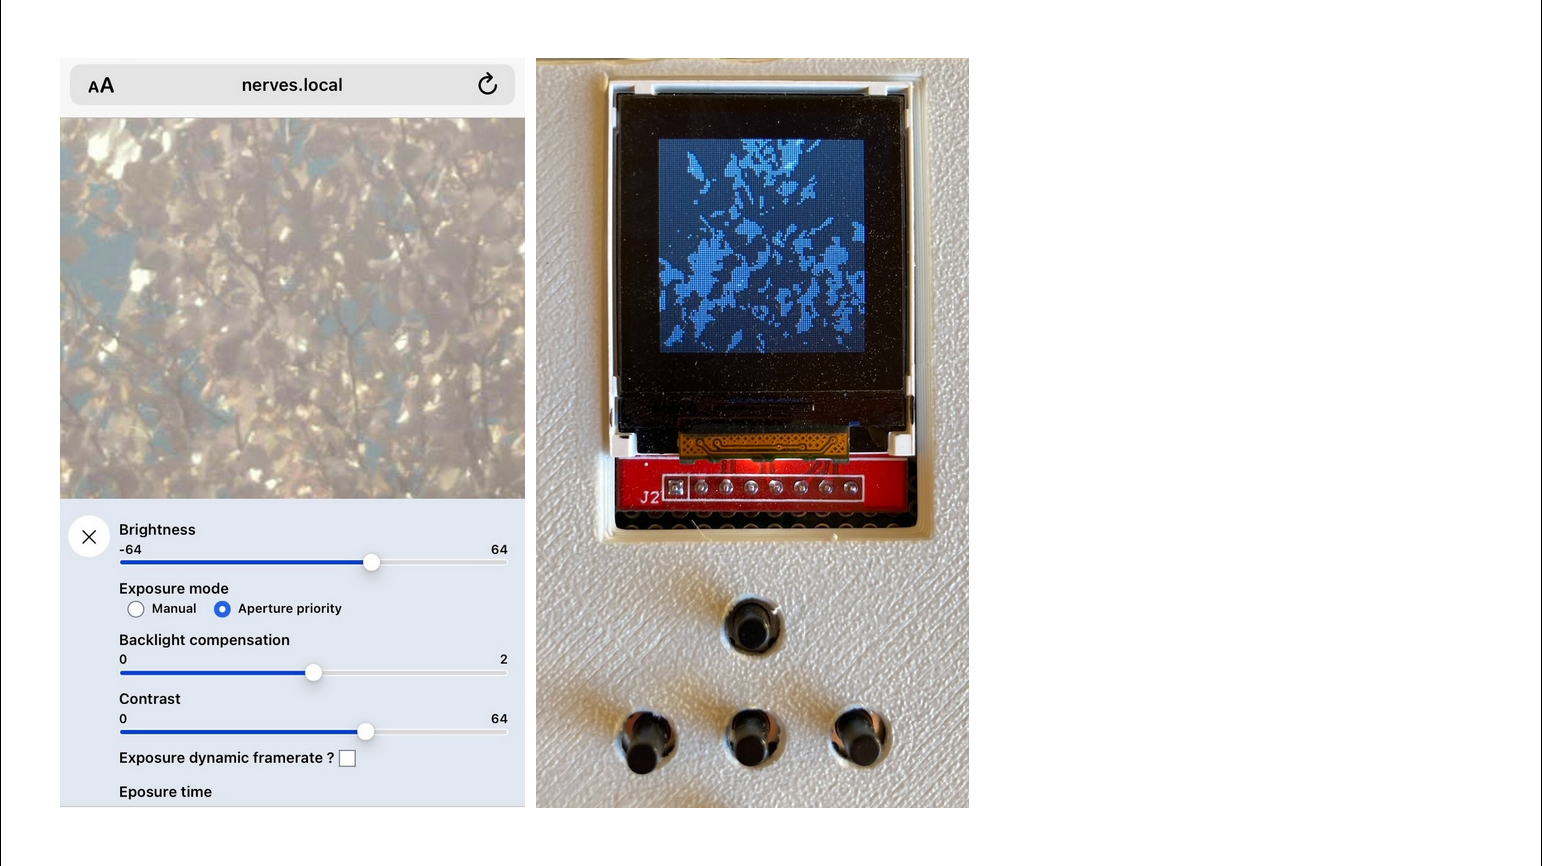 AA nerves.local
Brightness
-64 64
Exposure mode
Manual Aperture priority
Backlight compensation
0 2
Contrast
0 64
Exposure dynamic framerate ?
Eposure time
J2